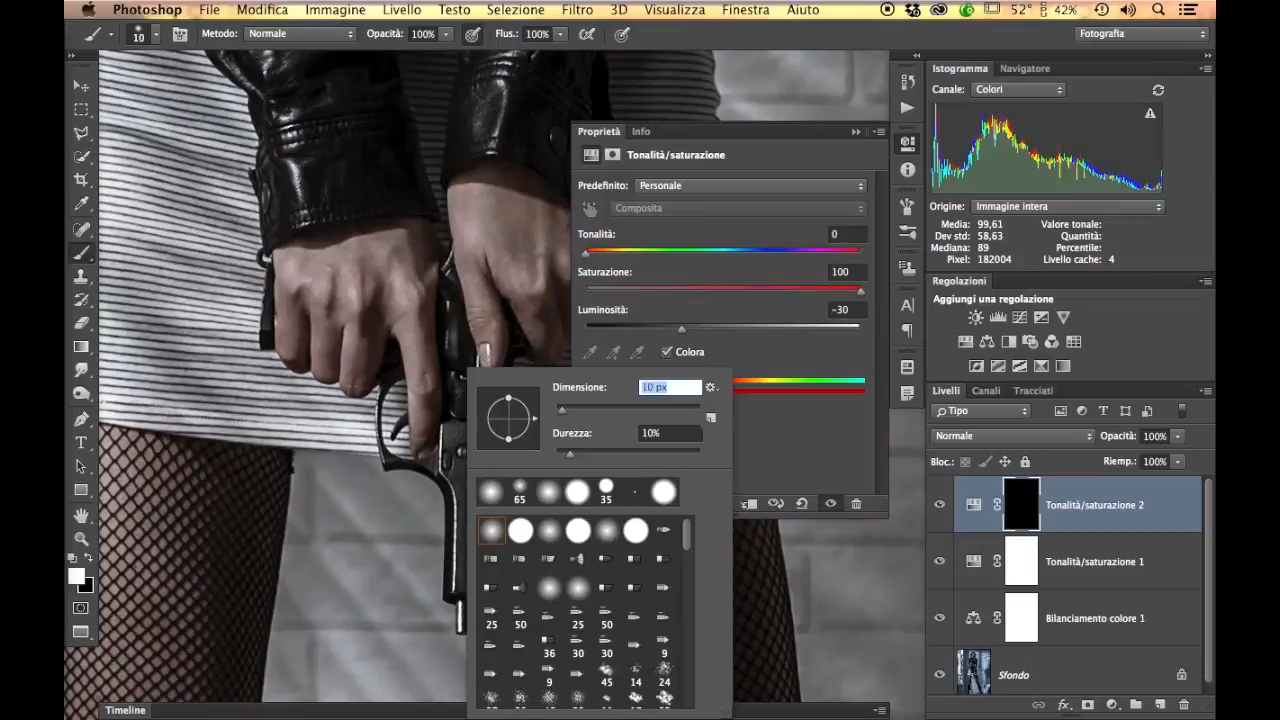 Photoshop File Modifica Immagine Livello Testo Selezione Filtro 3D Visualizza Finestra Aiuto 52° 42%
10 Metodo: Normale Opacità: 100% Flus.: 100% Fotografia
Istogramma Navigatore
Canale: Colori
Origine: Immagine intera
Media: 99,61 Valore tonale:
Dev std: 58,63 Quantità:
Mediana: 89 Percentile:
Pixel: 182004 Livello cache: 4
Regolazioni
Aggiungi una regolazione
Livelli Canali Tracciati
Tipo
Normale Opacità: 100%
Bloc.: Riemp.: 100%
Tonalità/saturazione 2
Tonalità/saturazione 1
Bilanciamento colore 1
Sfondo
Proprietà Info
Tonalità/saturazione
Predefinito: Personale
Composita
Tonalità: 0
Saturazione: 100
Luminosità: -30
Colora
Dimensione: 10 px
Durezza: 10%
65 35
25 50 25 50
36 30 30 9
9 45 14 24
Timeline